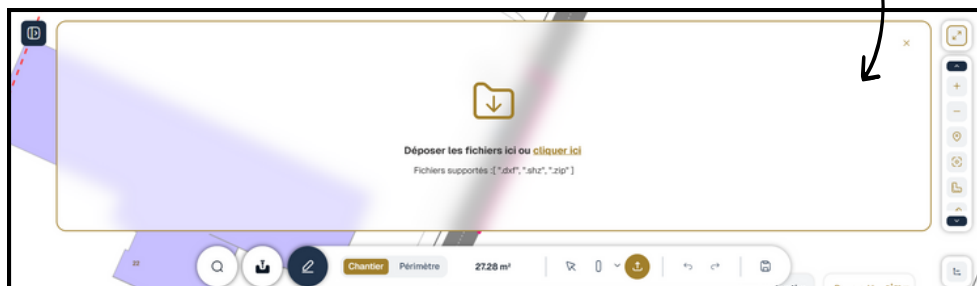 Déposer les fichiers ici ou cliquer ici
Fichiers supportés :[ ".dxf", ".shz", ".zip" ]
22
Chantier Périmètre 27.28 m²